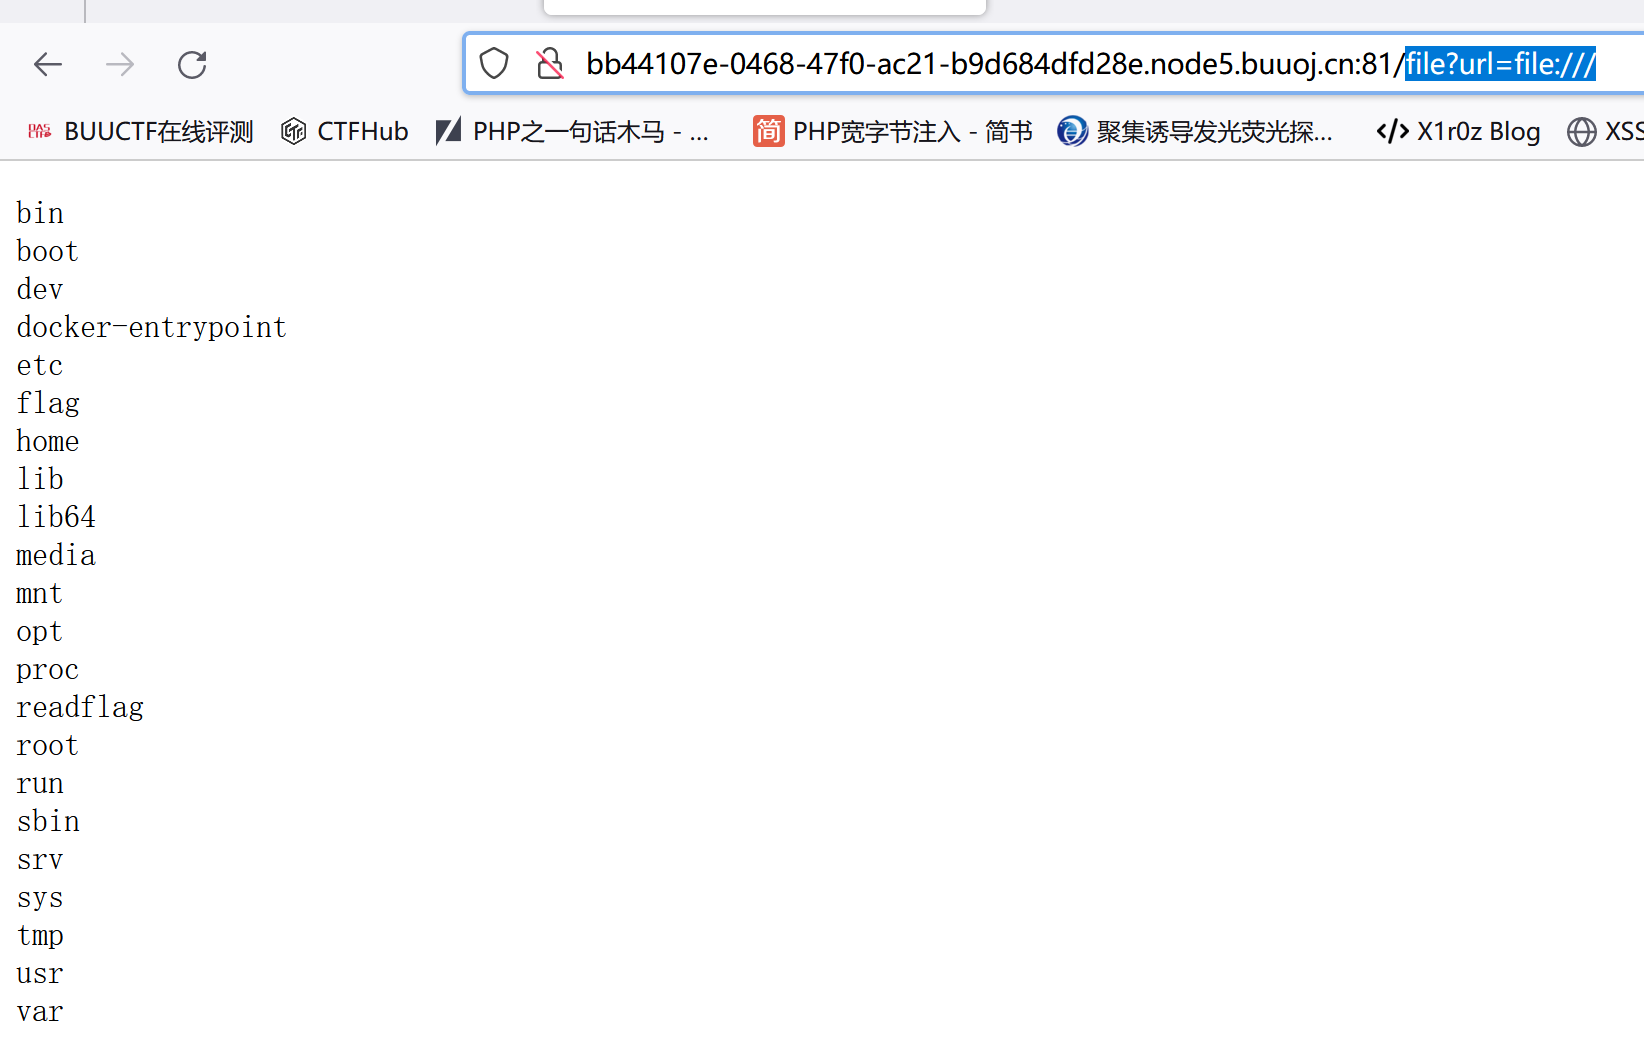 bb44107e-0468-47f0-ac21-b9d684dfd28e.node5.buuoj.cn:81/file?url=file:///
DAS CTF BUUCTF在线评测 CTFHub PHP之一句话木马 - ... 简 PHP宽字节注入 - 简书 聚集诱导发光荧光探... </> X1r0z Blog XSS
bin
boot
dev
docker-entrypoint
etc
flag
home
lib
lib64
media
mnt
opt
proc
readflag
root
run
sbin
srv
sys
tmp
usr
var